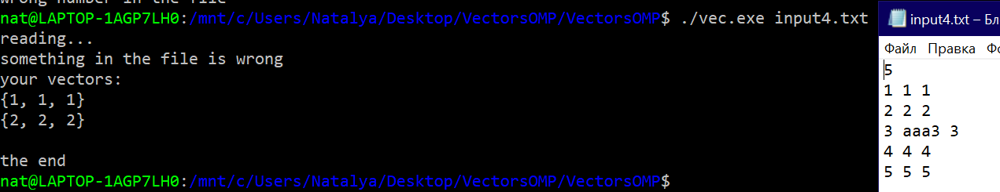 wrong number in the file
nat@LAPTOP-1AGP7LH0:/mnt/c/Users/Natalya/Desktop/VectorsOMP/VectorsOMP$ ./vec.exe input4.txt
reading...
something in the file is wrong
your vectors:
{1, 1, 1}
{2, 2, 2}
the end
nat@LAPTOP-1AGP7LH0:/mnt/c/Users/Natalya/Desktop/VectorsOMP/VectorsOMP$
input4.txt – Бл
Файл Правка Фо
5
1 1 1
2 2 2
3 aaa3 3
4 4 4
5 5 5